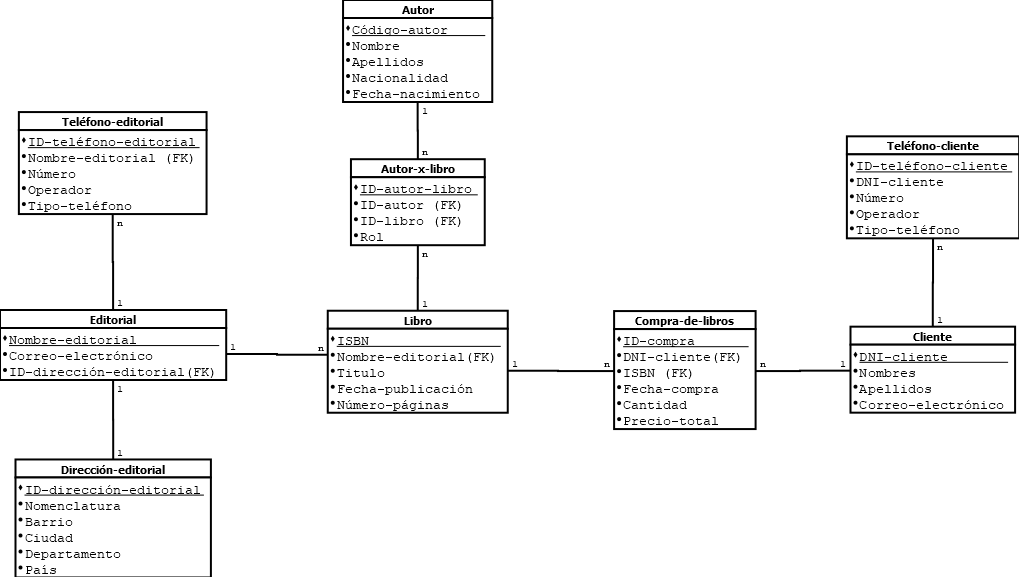 Autor
Código-autor
Nombre
Apellidos
Nacionalidad
Fecha-nacimiento
1
n
Teléfono-editorial
ID-teléfono-editorial
Nombre-editorial (FK)
Número
Operador
Tipo-teléfono
n
1
Autor-x-libro
ID-autor-libro
ID-autor (FK)
ID-libro (FK)
Rol
n
1
Teléfono-cliente
ID-teléfono-cliente
DNI-cliente
Número
Operador
Tipo-teléfono
n
1
Editorial
Nombre-editorial
Correo-electrónico
ID-dirección-editorial(FK)
1
n
1
1
Libro
ISBN
Nombre-editorial(FK)
Titulo
Fecha-publicación
Número-páginas
1
n
Compra-de-libros
ID-compra
DNI-cliente(FK)
ISBN (FK)
Fecha-compra
Cantidad
Precio-total
n
1
Cliente
DNI-cliente
Nombres
Apellidos
Correo-electrónico
Dirección-editorial
ID-dirección-editorial
Nomenclatura
Barrio
Ciudad
Departamento
País